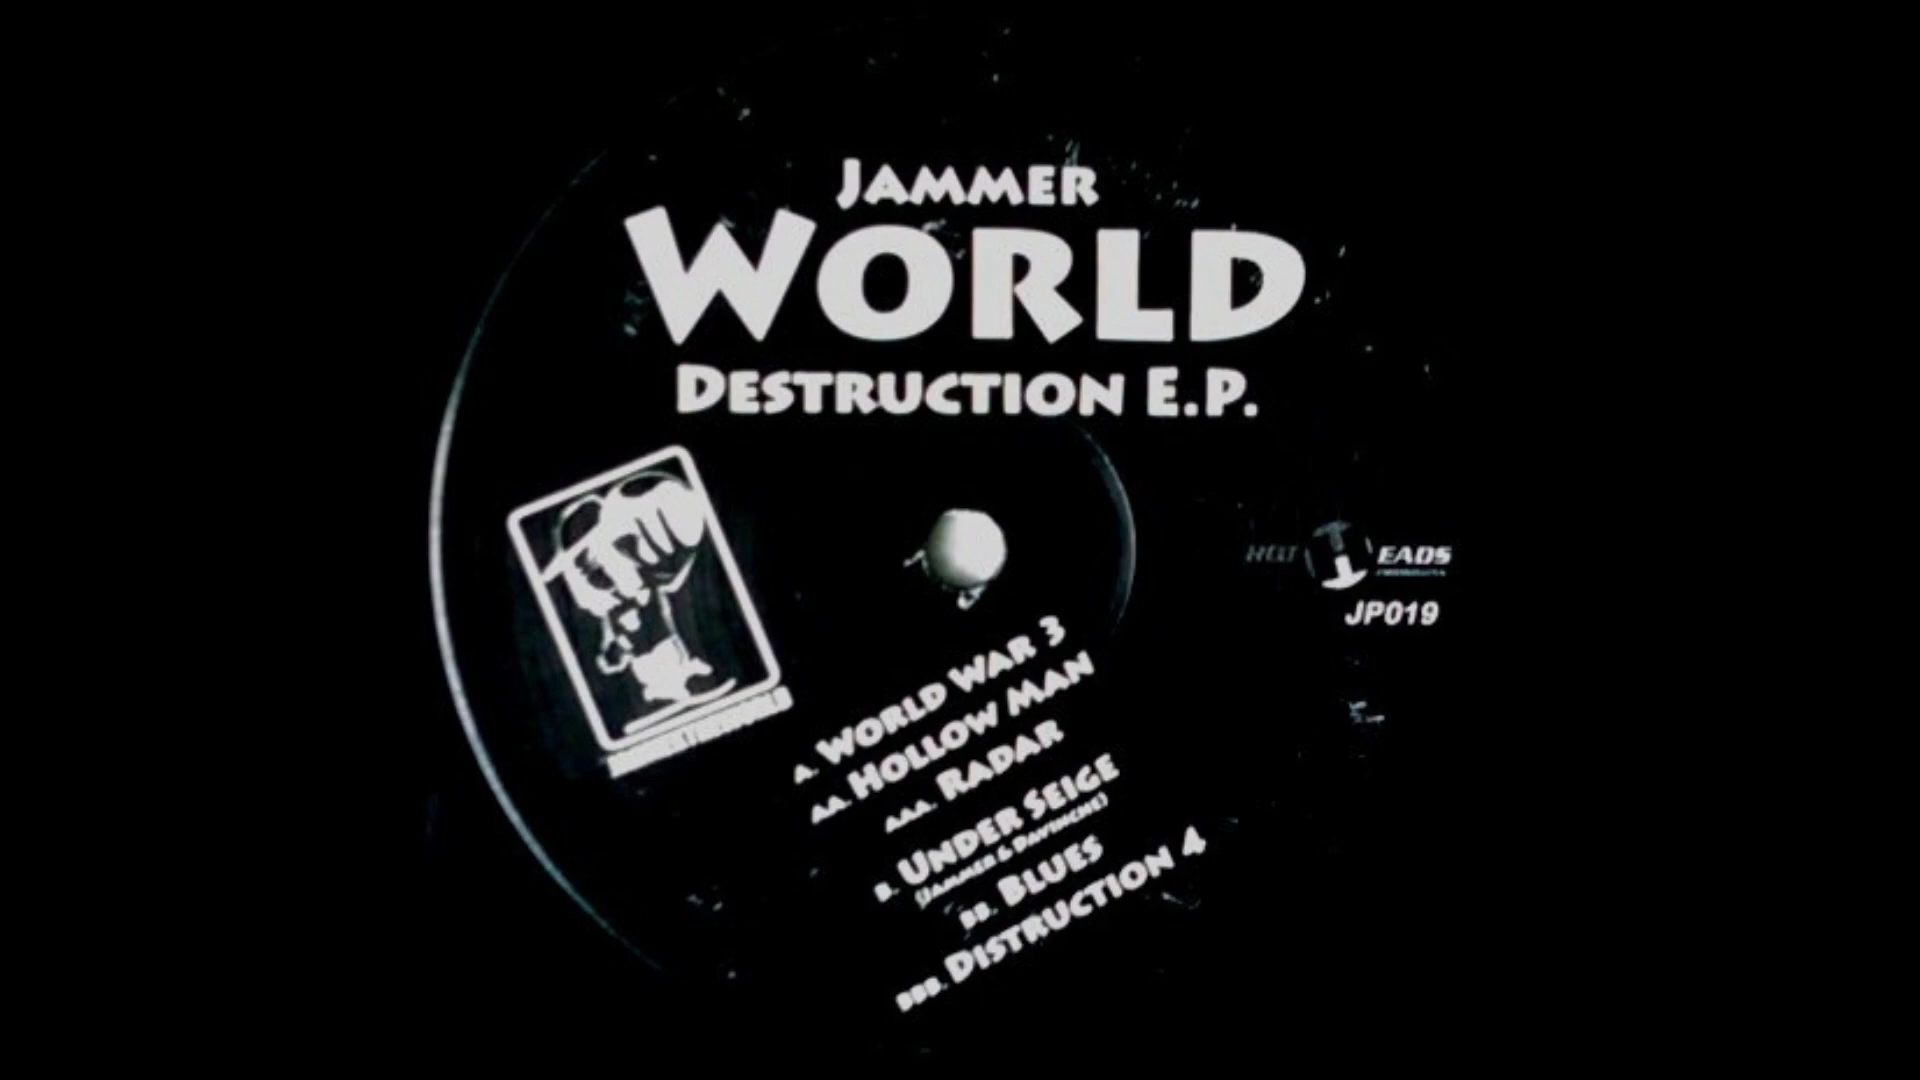 JAMMER
WORLD
DESTRUCTION E.P.
EADS
JP019
A. WORLD WAR 3
AA. HOLLOW MAN
AAA. RADAR
B. UNDER SEIGE
(JAMMER & DAVINCHE)
BB. BLUES
BBB. DISTRUCTION 4